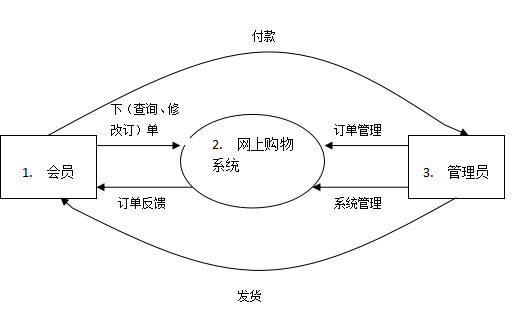 付款
下（查询、修
改订）单
订单管理
1. 会员
2. 网上购物
系统
3. 管理员
订单反馈
系统管理
发货